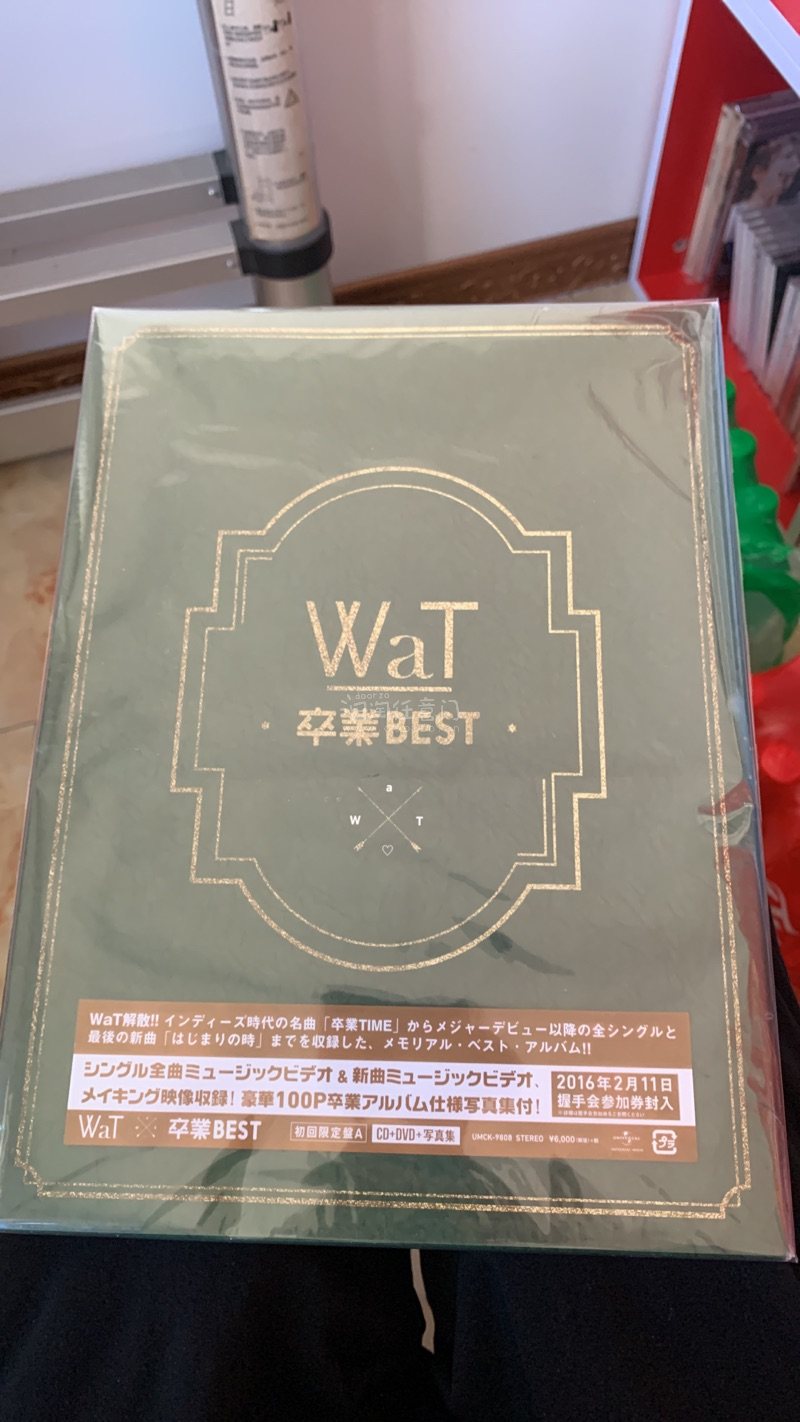 WaT
卒業BEST
a
W T
WaT解散!! インディーズ時代の名曲「卒業TIME」からメジャーデビュー以降の全シングルと
最後の新曲「はじまりの時」までを収録した、メモリアル・ベスト・アルバム!!
シングル全曲ミュージックビデオ & 新曲ミュージックビデオ、
メイキング映像収録! 豪華100P卒業アルバム仕様写真集付!
2016年2月11日
握手会参加券封入
WaT 卒業BEST 初回限定盤A CD+DVD+写真集 UMCK-9808 STEREO ¥6,000(税抜)+税
UNIVERSAL